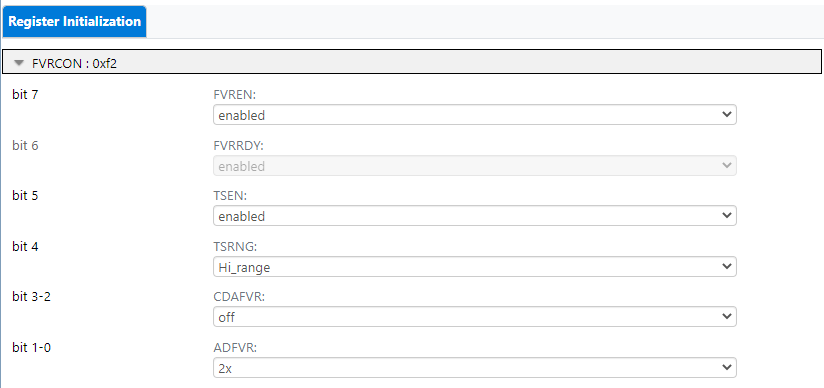 Register Initialization
FVRCON : 0xf2
bit 7
FVREN:
enabled
bit 6
FVRRDY:
enabled
bit 5
TSEN:
enabled
bit 4
TSRNG:
Hi_range
bit 3-2
CDAFVR:
off
bit 1-0
ADFVR:
2x